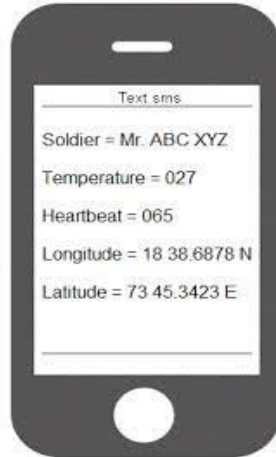 Text sms
Soldier = Mr. ABC XYZ
Temperature = 027
Heartbeat = 065
Longitude = 18 38.6878 N
Latitude = 73 45.3423 E